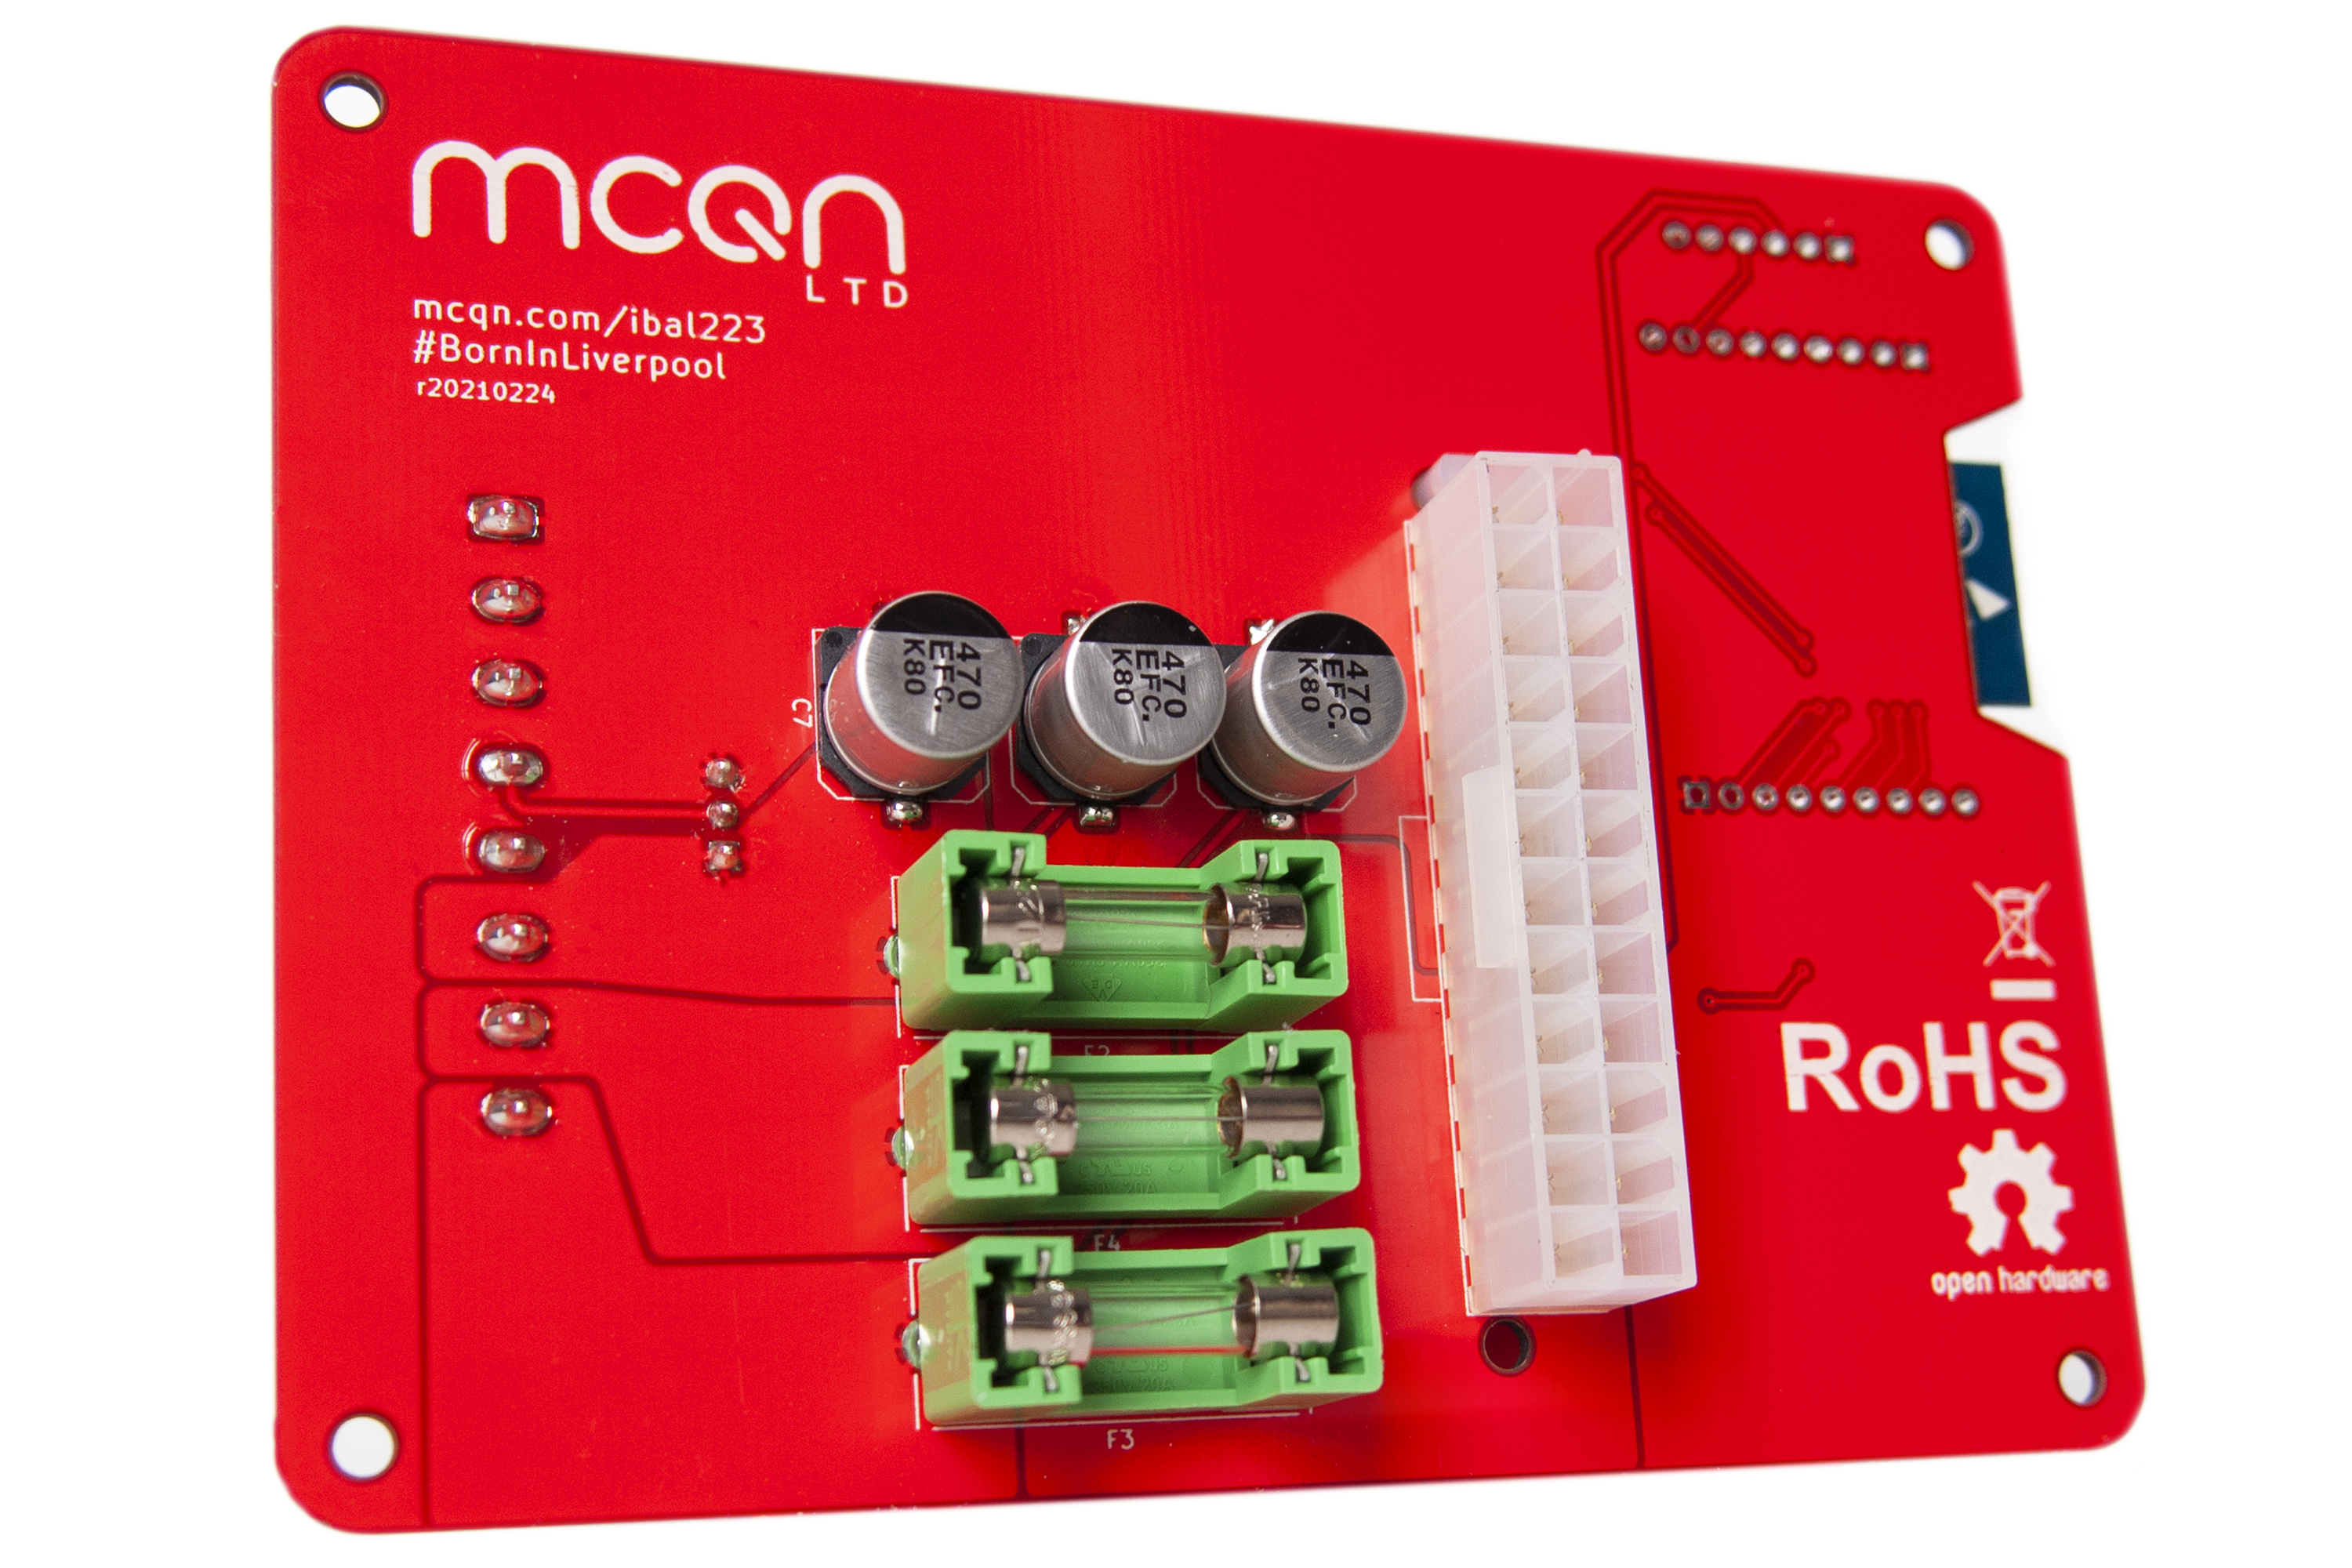 mcqn
LTD
mcqn.com/ibal223
#BornInLiverpool
r20210224
470
EFC.
K80
470
EFC.
K80
470
EFC.
K80
C7
F2
F4
F3
RoHS
open hardware